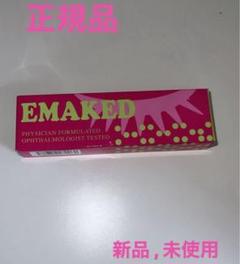 正規品
EMAKED
PHYSICIAN FORMULATED
OPHTHALMOLOGIST TESTED
新品 , 未使用